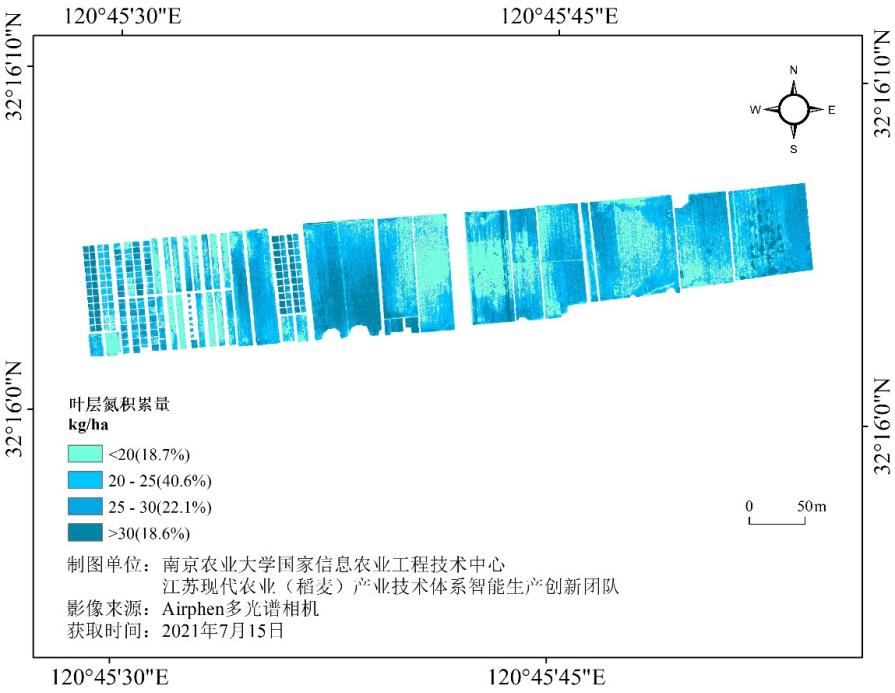 120°45'30"E
120°45'45"E
32°16'10"N
32°16'10"N
N
W
E
S
32°16'0"N
32°16'0"N
叶层氮积累量
kg/ha
<20(18.7%)
20 - 25(40.6%)
25 - 30(22.1%)
>30(18.6%)
0
50m
制图单位：南京农业大学国家信息农业工程技术中心
江苏现代农业（稻麦）产业技术体系智能生产创新团队
影像来源：Airphen多光谱相机
获取时间：2021年7月15日
120°45'30"E
120°45'45"E